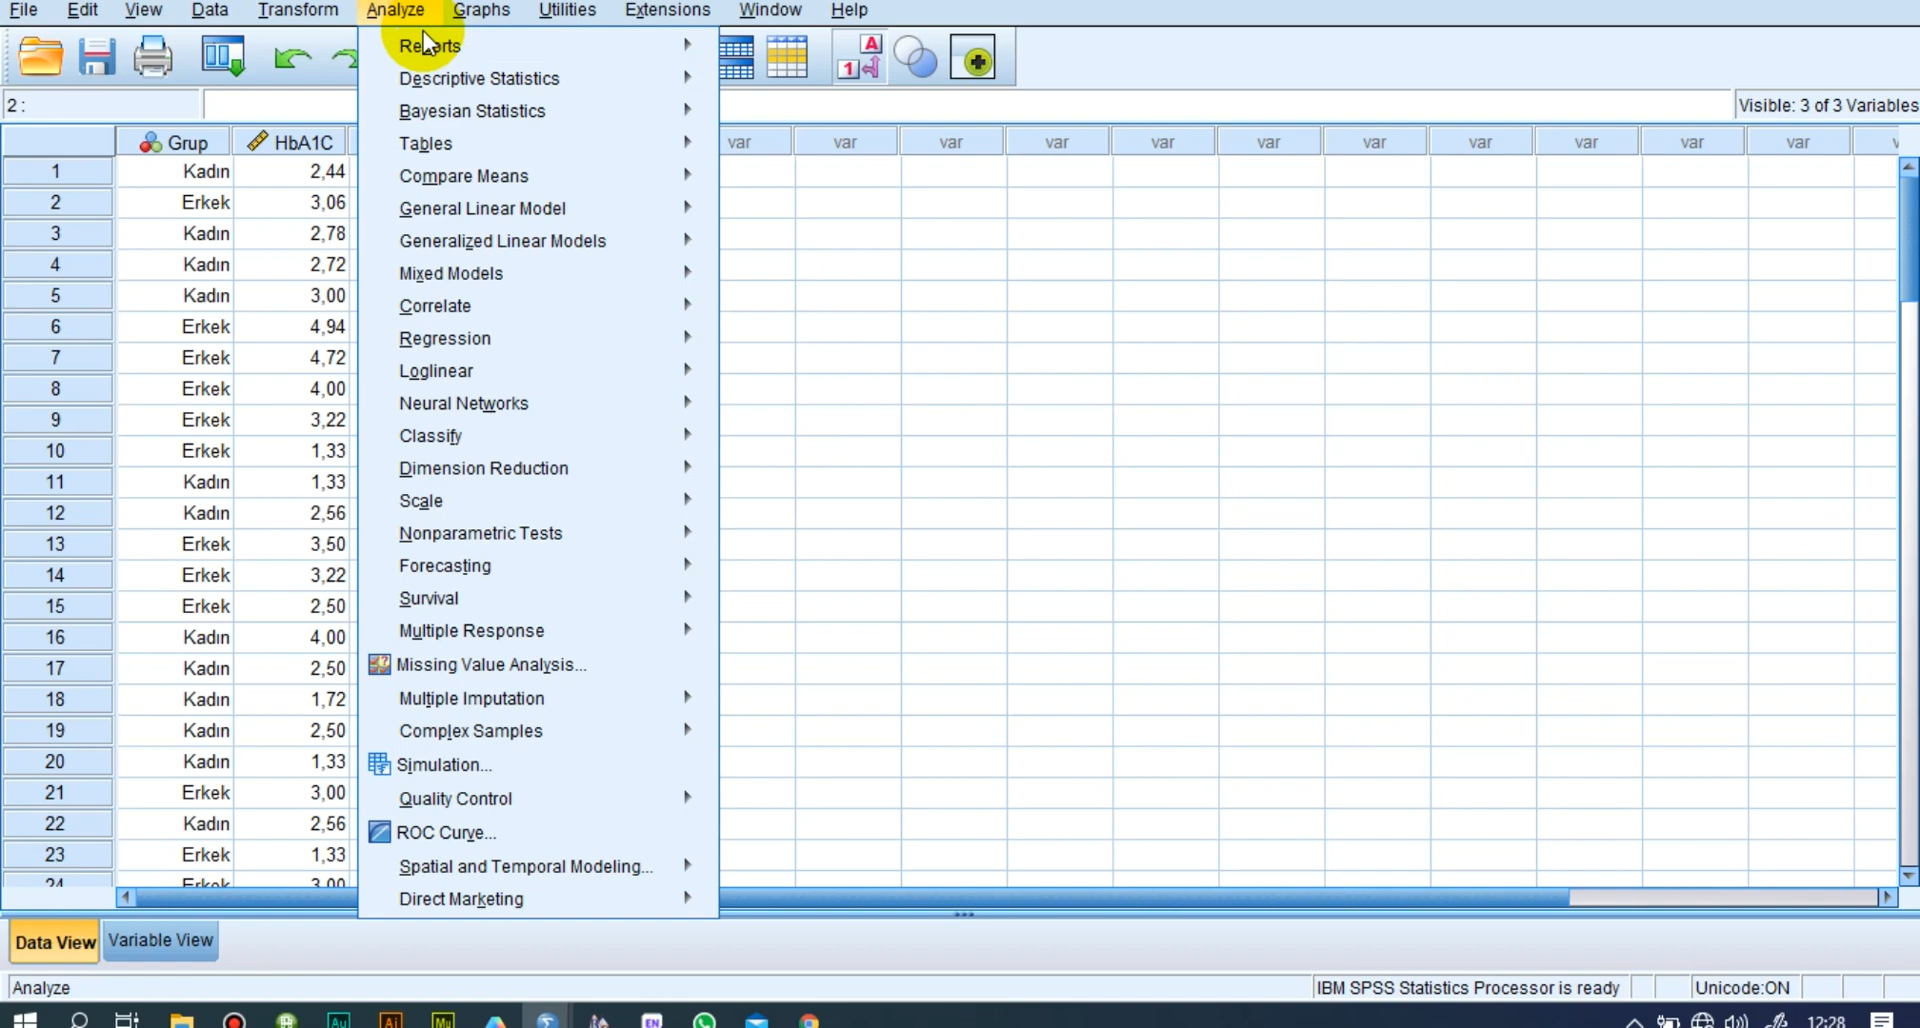 File Edit View Data Transform Analyze Graphs Utilities Extensions Window Help
2 :
Visible: 3 of 3 Variables
Grup HbA1C var var var var var var var var var var var
1 Kadın 2,44
2 Erkek 3,06
3 Kadın 2,78
4 Kadın 2,72
5 Kadın 3,00
6 Erkek 4,94
7 Erkek 4,72
8 Erkek 4,00
9 Erkek 3,22
10 Erkek 1,33
11 Kadın 1,33
12 Kadın 2,56
13 Erkek 3,50
14 Erkek 3,22
15 Erkek 2,50
16 Kadın 4,00
17 Kadın 2,50
18 Kadın 1,72
19 Kadın 2,50
20 Kadın 1,33
21 Erkek 3,00
22 Kadın 2,56
23 Erkek 1,33
24 Erkek 3,00
Reports
Descriptive Statistics
Bayesian Statistics
Tables
Compare Means
General Linear Model
Generalized Linear Models
Mixed Models
Correlate
Regression
Loglinear
Neural Networks
Classify
Dimension Reduction
Scale
Nonparametric Tests
Forecasting
Survival
Multiple Response
Missing Value Analysis...
Multiple Imputation
Complex Samples
Simulation...
Quality Control
ROC Curve...
Spatial and Temporal Modeling...
Direct Marketing
Data View Variable View
Analyze
IBM SPSS Statistics Processor is ready
Unicode:ON
Au Ai Mu EN
12:28